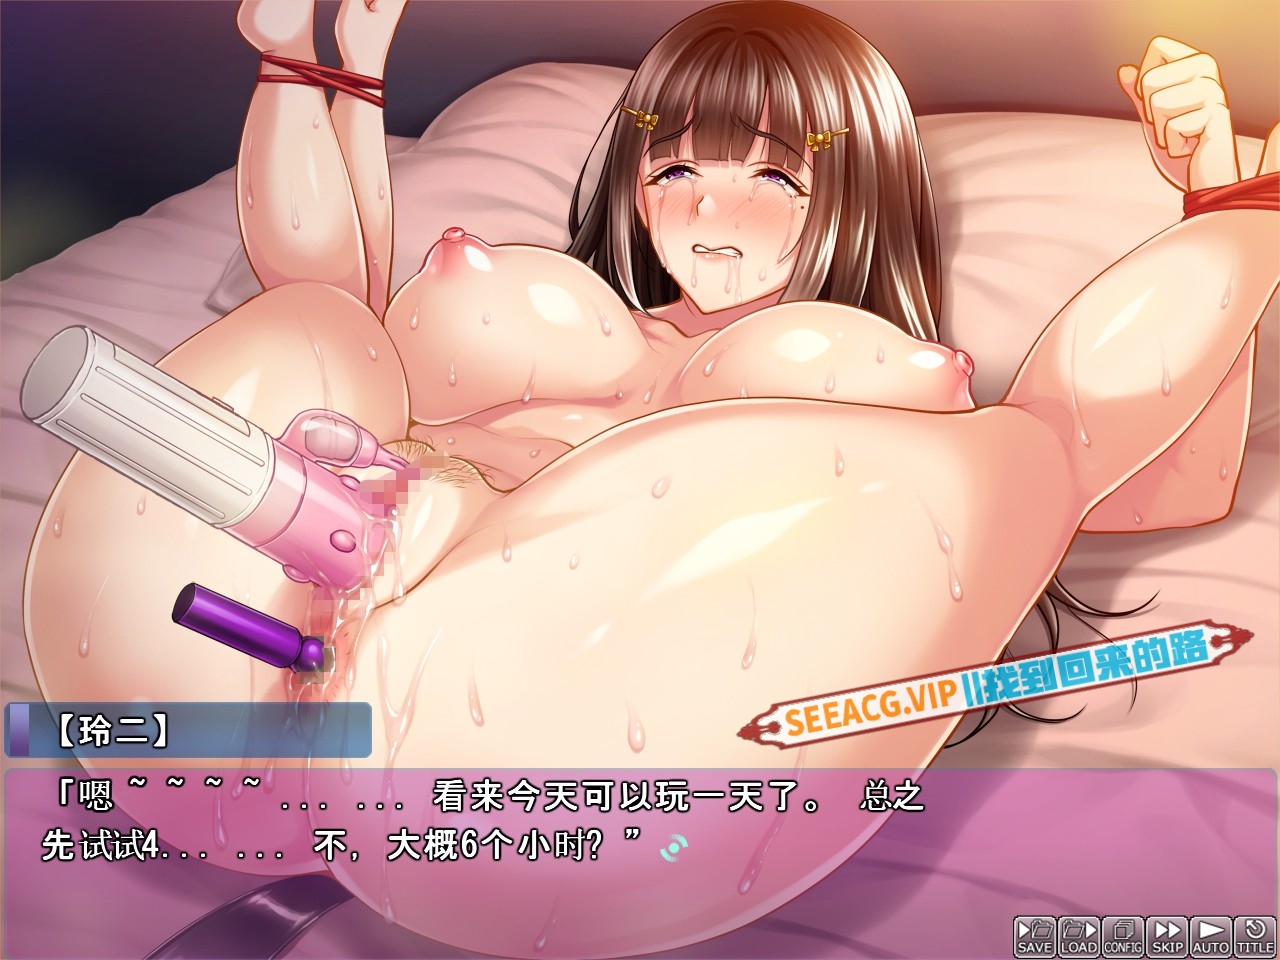 SEEACG.VIP||找到回来的路
【玲二】
「嗯～～～～... ... 看来今天可以玩一天了。 总之
先试试4... ... 不, 大概6个小时? ”
SAVE LOAD CONFIG SKIP AUTO TITLE